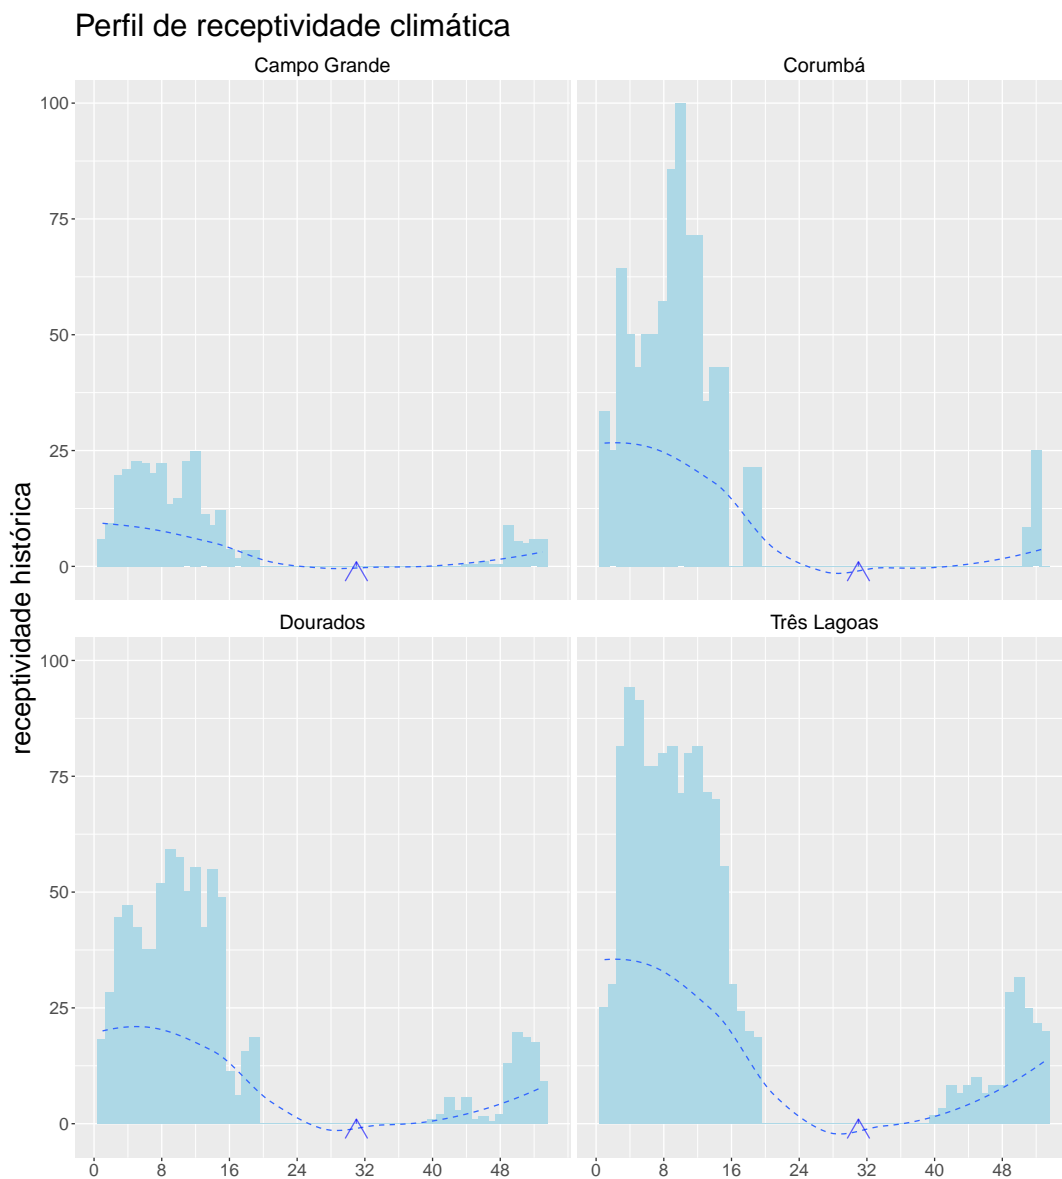 Perfil de receptividade climática
Campo Grande
Corumbá
100
75
50
25
0
Dourados
Três Lagoas
100
75
50
25
0
0 8 16 24 32 40 48
0 8 16 24 32 40 48
receptividade histórica